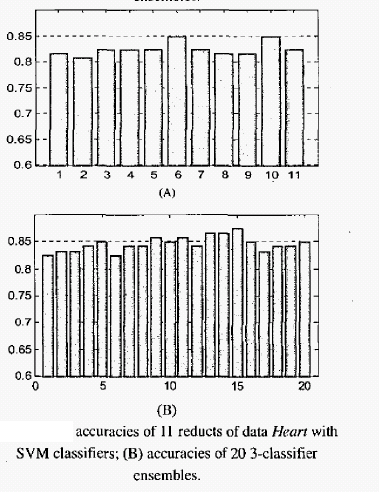 ensembles.
0.85
0.8
0.75
0.7
0.65
0.6
1 2 3 4 5 6 7 8 9 10 11
(A)
0.85
0.8
0.75
0.7
0.65
0.6
0 5 10 15 20
(B)
accuracies of 11 reducts of data Heart with
SVM classifiers; (B) accuracies of 20 3-classifier
ensembles.